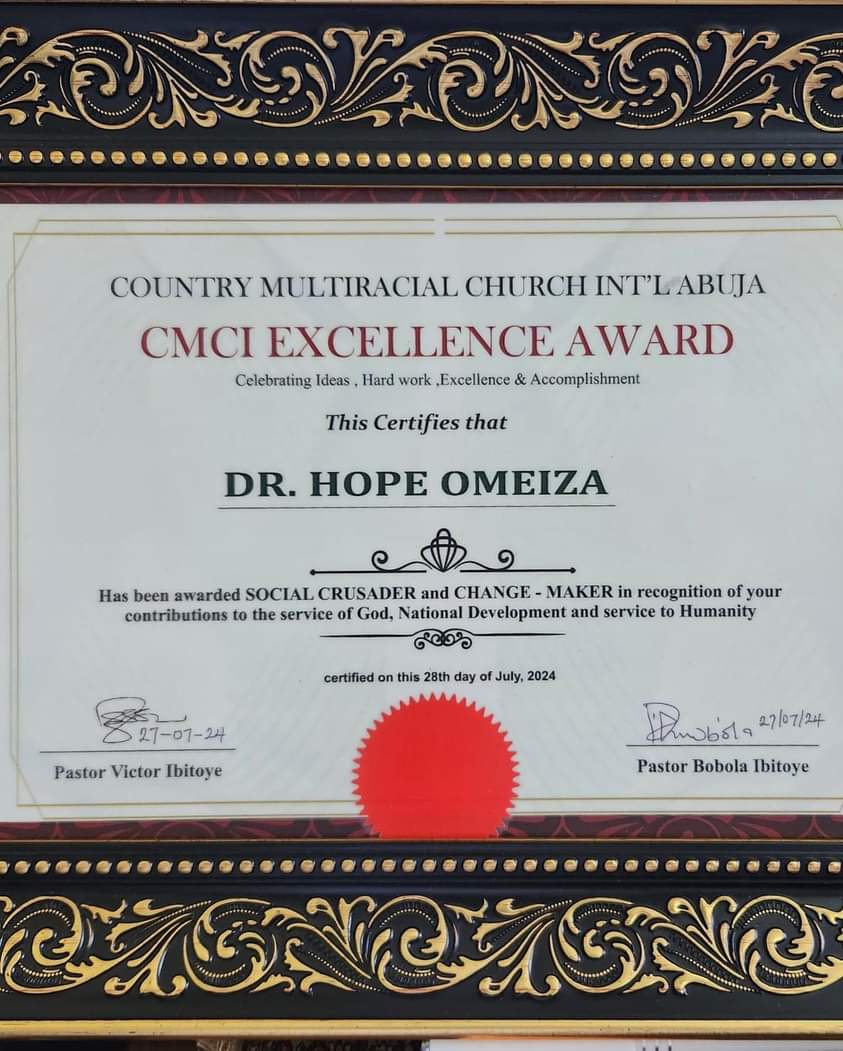 COUNTRY MULTIRACIAL CHURCH INT'L ABUJA
CMCI EXCELLENCE AWARD
Celebrating Ideas , Hard work ,Excellence & Accomplishment
This Certifies that
DR. HOPE OMEIZA
Has been awarded SOCIAL CRUSADER and CHANGE - MAKER in recognition of your
contributions to the service of God, National Development and service to Humanity
certified on this 28th day of July, 2024
27-07-24
27/07/24
Pastor Victor Ibitoye
Pastor Bobola Ibitoye